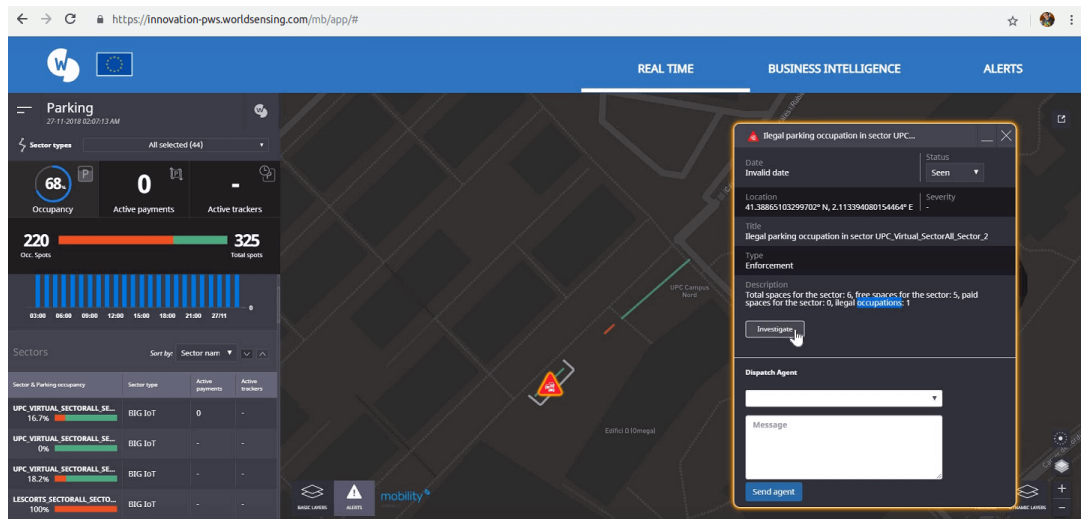 https://innovation-pws.worldsensing.com/mb/app/#
W
REAL TIME
BUSINESS INTELLIGENCE
ALERTS
Parking
27-11-2018 02:07:13 AM
Sector types
All selected (44)
68%
Occupancy
P
0
Active payments
-
Active trackers
220
Occ. Spots
325
Total spots
0
03:00 06:00 09:00 12:00 15:00 18:00 21:00 27/11
Sectors
Sort by: Sector nam
Sector & Parking occupancy
Sector type
Active payments
Active trackers
UPC_VIRTUAL_SECTORALL_SE...
16.7%
BIG IoT
0
-
UPC_VIRTUAL_SECTORALL_SE...
0%
BIG IoT
-
-
UPC_VIRTUAL_SECTORALL_SE...
18.2%
BIG IoT
-
-
LESCORTS_SECTORALL_SECTO...
100%
BIG IoT
-
-
UPC Campus
Nord
Edifici Ω (Omega)
BASIC LAYERS
ALERTS
mobility
Ilegal parking occupation in sector UPC...
Date
Invalid date
Status
Seen
Location
41.38865103299702° N, 2.113394080154464° E
Severity
-
Title
Ilegal parking occupation in sector UPC_Virtual_SectorAll_Sector_2
Type
Enforcement
Description
Total spaces for the sector: 6, free spaces for the sector: 5, paid
spaces for the sector: 0, ilegal occupations: 1
Investigate
Dispatch Agent
Message
Send agent
DYNAMIC LAYERS
+
−